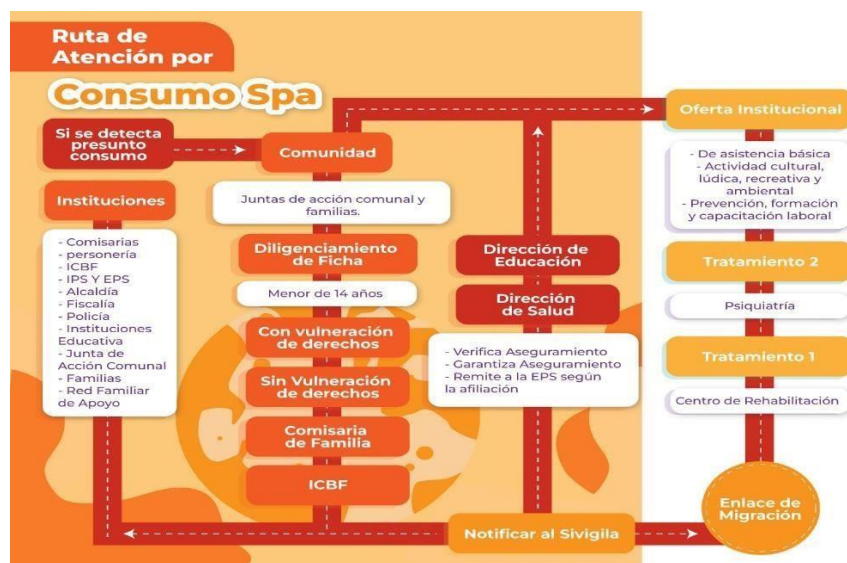 Ruta de
Atención por
Consumo Spa
Si se detecta
presunto
consumo
Comunidad
Oferta Institucional
Instituciones
- Comisarias
- personería
- ICBF
- IPS Y EPS
- Alcaldía
- Fiscalía
- Policía
- Instituciones
Educativa
- Junta de
Acción Comunal
- Familias
- Red Familiar
de Apoyo
Juntas de acción comunal y
familias.
Diligenciamiento
de Ficha
Menor de 14 años
Con vulneración
de derechos
Sin Vulneración
de derechos
Comisaria
de Familia
ICBF
Dirección de
Educación
Dirección
de Salud
- Verifica Aseguramiento
- Garantiza Aseguramiento
- Remite a la EPS según
la afiliación
Notificar al Sivigila
- De asistencia básica
- Actividad cultural,
lúdica, recreativa y
ambiental
- Prevención, formación
y capacitación laboral
Tratamiento 2
Psiquiatría
Tratamiento 1
Centro de Rehabilitación
Enlace de
Migración